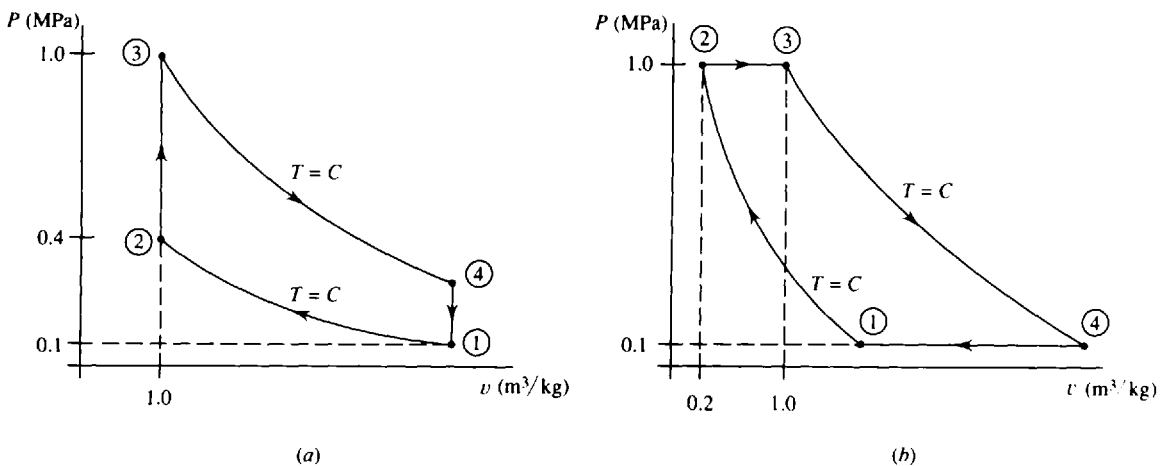 P (MPa)
1.0
③
T = C
0.4
②
④
T = C
0.1
①
1.0
υ (m³/kg)
(a)
P (MPa)
②
③
1.0
T = C
T = C
①
④
0.1
0.2
1.0
υ (m³/kg)
(b)